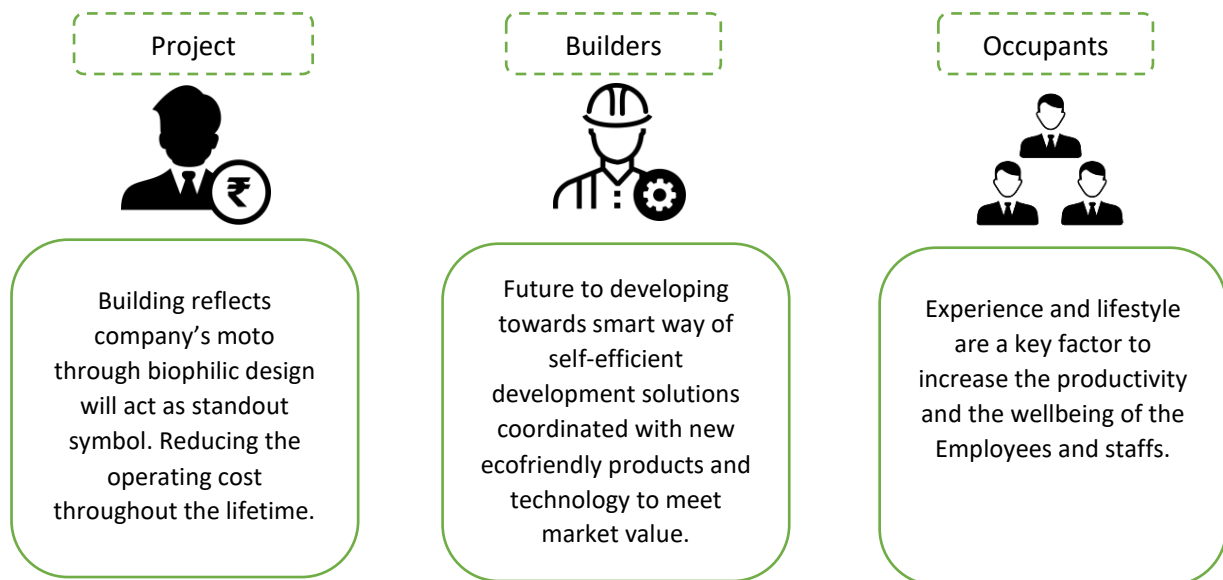 Project
Builders
Occupants
₹
Building reflects
company’s moto
through biophilic design
will act as standout
symbol. Reducing the
operating cost
throughout the lifetime.
Future to developing
towards smart way of
self-efficient
development solutions
coordinated with new
ecofriendly products and
technology to meet
market value.
Experience and lifestyle
are a key factor to
increase the productivity
and the wellbeing of the
Employees and staffs.